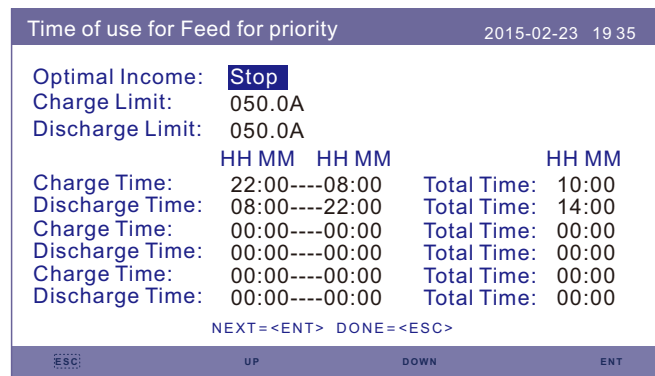 Time of use for Feed for priority 2015-02-23 19 35
Optimal Income: Stop
Charge Limit: 050.0A
Discharge Limit: 050.0A
HH MM HH MM HH MM
Charge Time: 22:00----08:00 Total Time: 10:00
Discharge Time: 08:00----22:00 Total Time: 14:00
Charge Time: 00:00----00:00 Total Time: 00:00
Discharge Time: 00:00----00:00 Total Time: 00:00
Charge Time: 00:00----00:00 Total Time: 00:00
Discharge Time: 00:00----00:00 Total Time: 00:00
NEXT=<ENT> DONE=<ESC>
ESC UP DOWN ENT